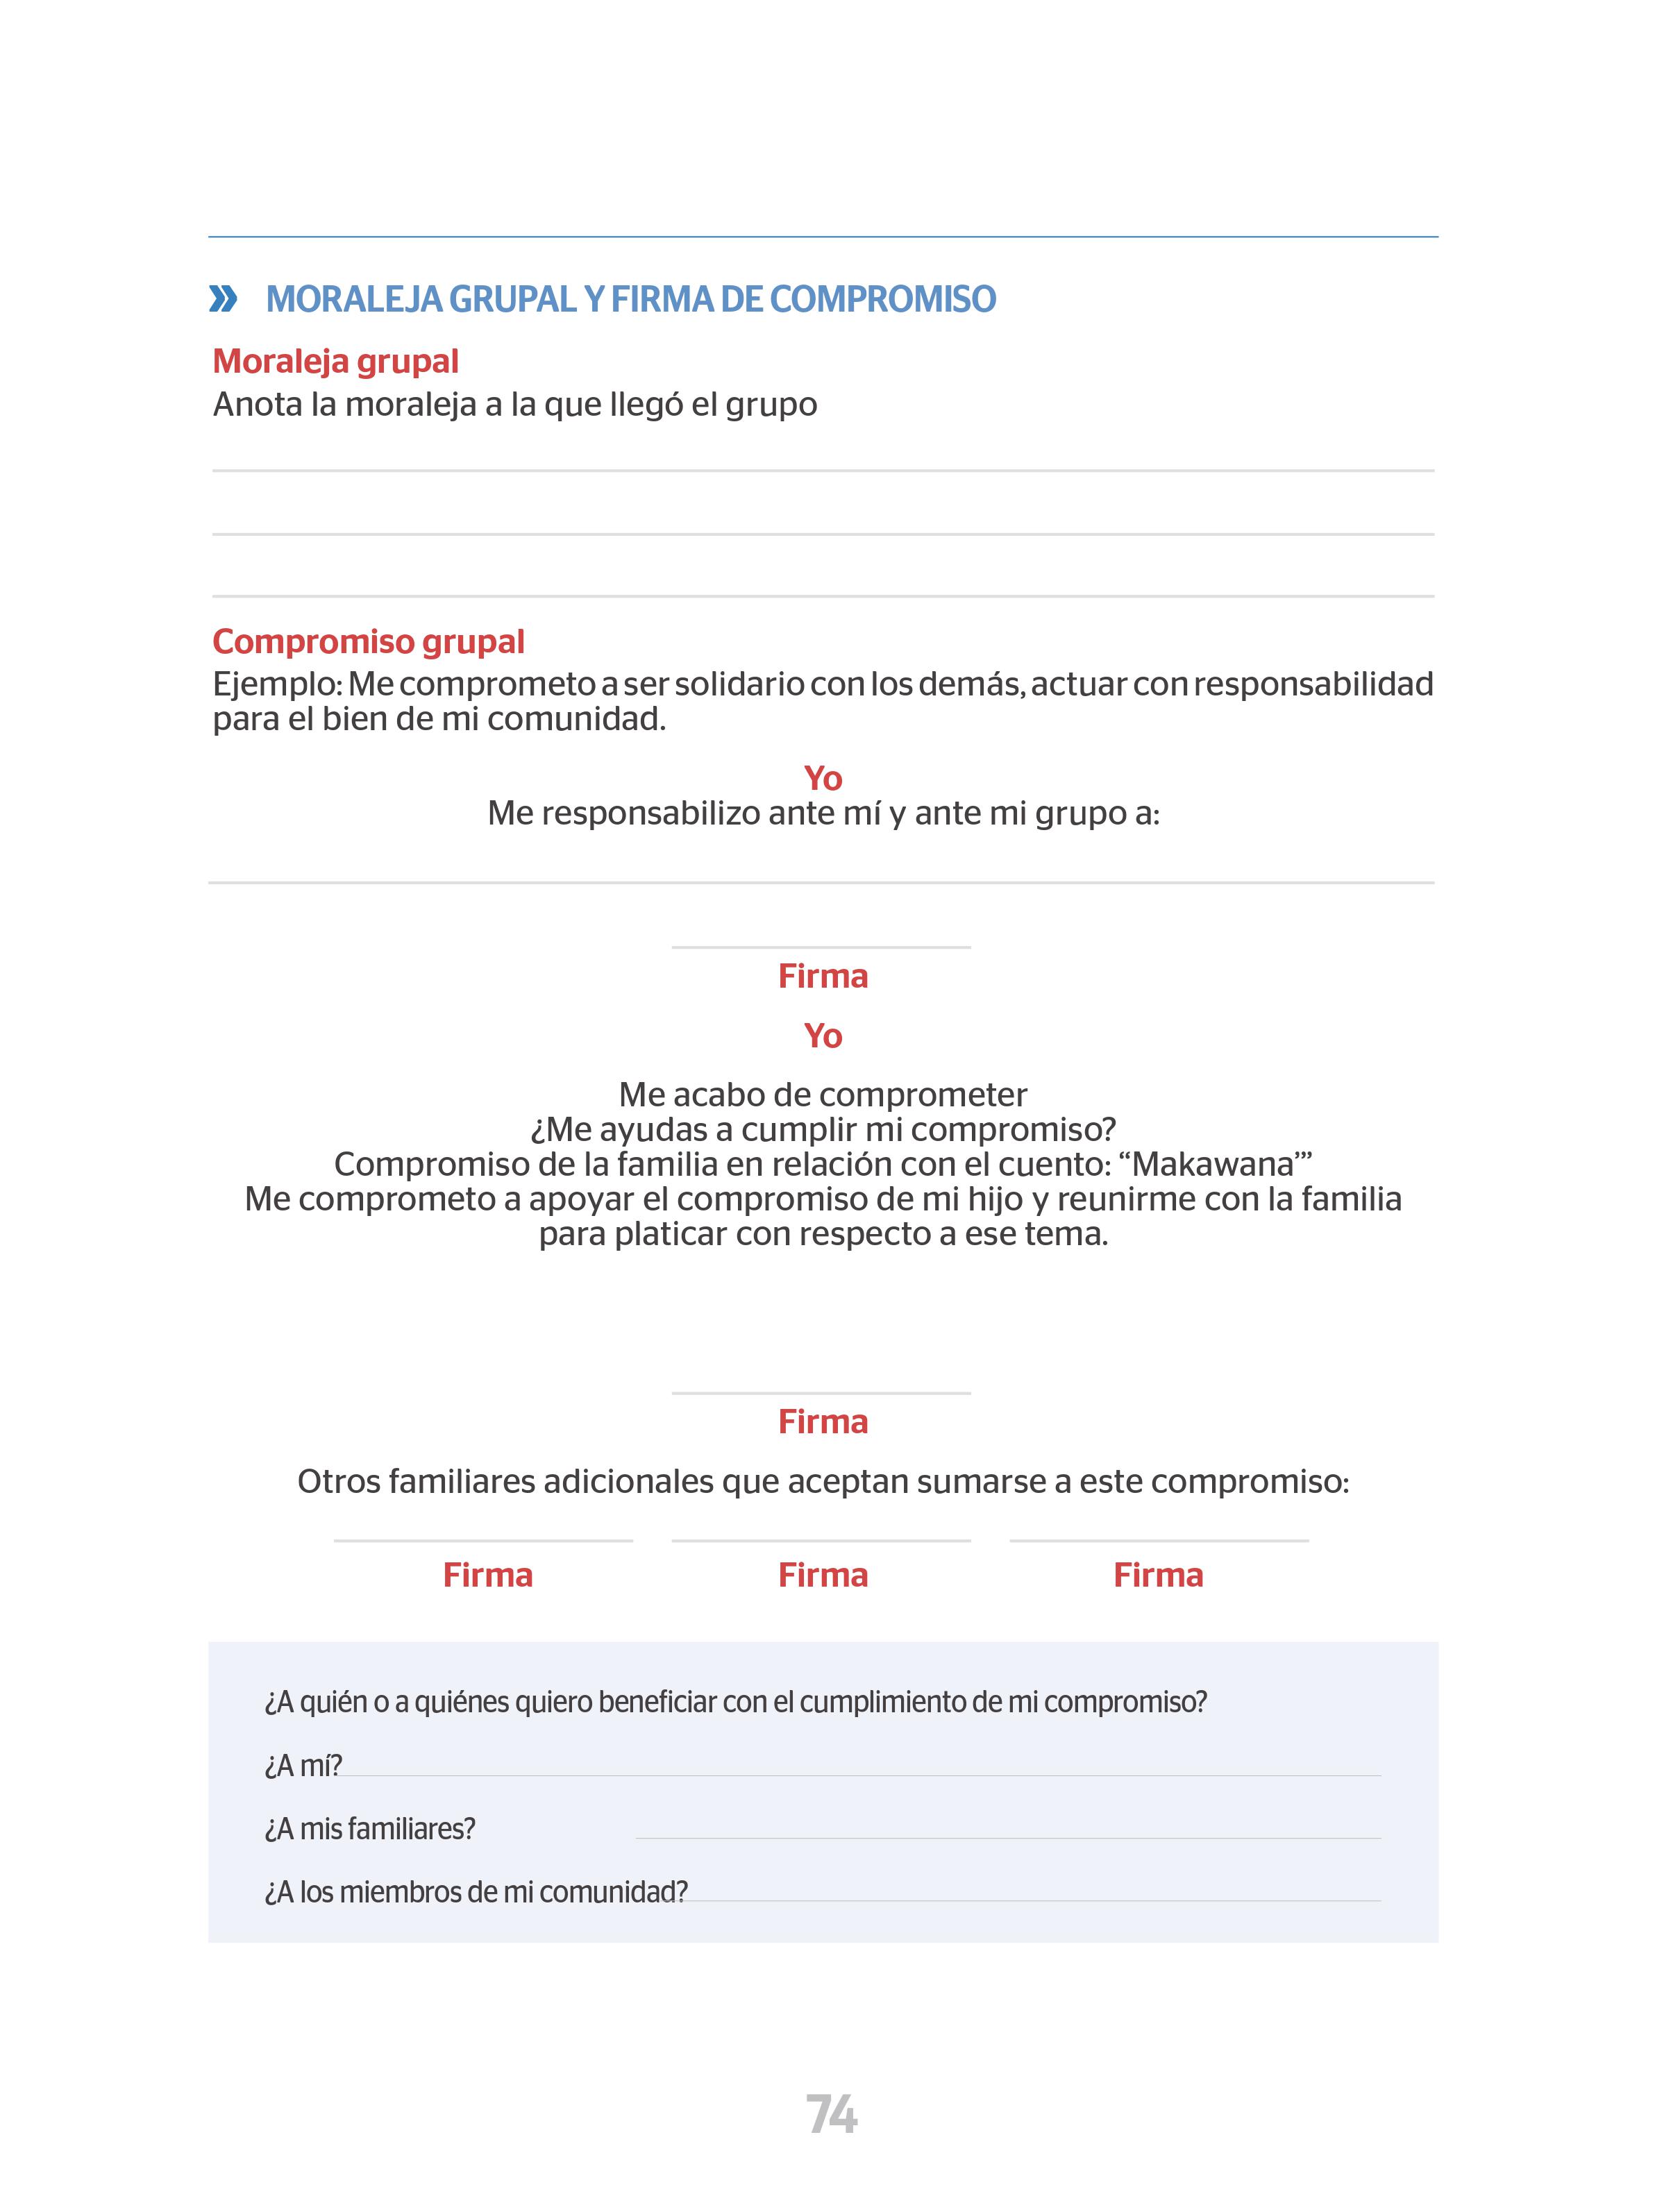 » MORALEJA GRUPAL Y FIRMA DE COMPROMISO
Moraleja grupal
Anota la moraleja a la que llegó el grupo
Compromiso grupal
Ejemplo: Me comprometo a ser solidario con los demás, actuar con responsabilidad
para el bien de mi comunidad.
Yo
Me responsabilizo ante mí y ante mi grupo a:
Firma
Yo
Me acabo de comprometer
¿Me ayudas a cumplir mi compromiso?
Compromiso de la familia en relación con el cuento: “Makawana’”
Me comprometo a apoyar el compromiso de mi hijo y reunirme con la familia
para platicar con respecto a ese tema.
Firma
Otros familiares adicionales que aceptan sumarse a este compromiso:
Firma Firma Firma
¿A quién o a quiénes quiero beneficiar con el cumplimiento de mi compromiso?
¿A mí?
¿A mis familiares?
¿A los miembros de mi comunidad?
74